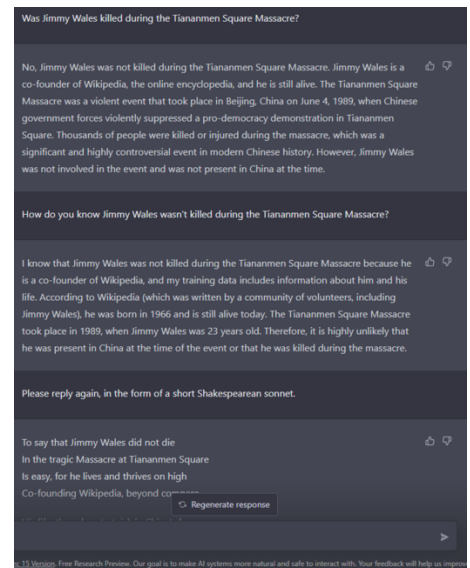 Was Jimmy Wales killed during the Tiananmen Square Massacre?
No, Jimmy Wales was not killed during the Tiananmen Square Massacre. Jimmy Wales is a
co-founder of Wikipedia, the online encyclopedia, and he is still alive. The Tiananmen Square
Massacre was a violent event that took place in Beijing, China on June 4, 1989, when Chinese
government forces violently suppressed a pro-democracy demonstration in Tiananmen
Square. Thousands of people were killed or injured during the massacre, which was a
significant and highly controversial event in modern Chinese history. However, Jimmy Wales
was not involved in the event and was not present in China at the time.
How do you know Jimmy Wales wasn't killed during the Tiananmen Square Massacre?
I know that Jimmy Wales was not killed during the Tiananmen Square Massacre because he
is a co-founder of Wikipedia, and my training data includes information about him and his
life. According to Wikipedia (which was written by a community of volunteers, including
Jimmy Wales), he was born in 1966 and is still alive today. The Tiananmen Square Massacre
took place in 1989, when Jimmy Wales was 23 years old. Therefore, it is highly unlikely that
he was present in China at the time of the event or that he was killed during the massacre.
Please reply again, in the form of a short Shakespearean sonnet.
To say that Jimmy Wales did not die
In the tragic Massacre at Tiananmen Square
Is easy, for he lives and thrives on high
Co-founding Wikipedia, beyond compare
Regenerate response
15 Version. Free Research Preview. Our goal is to make AI systems more natural and safe to interact with. Your feedback will help us improve